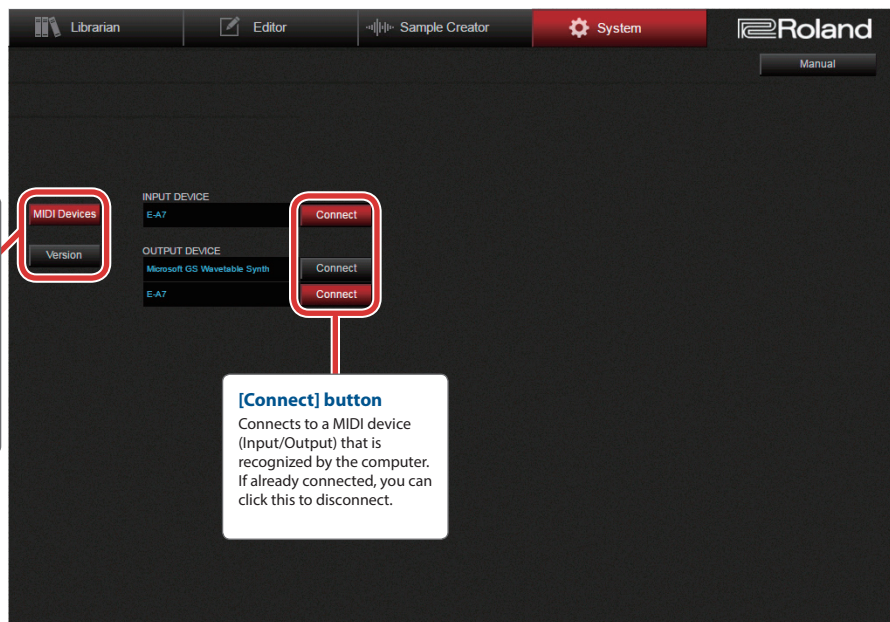 Librarian
Editor
Sample Creator
System
Roland
Manual
MIDI Devices
Version
INPUT DEVICE
E-A7
Connect
OUTPUT DEVICE
Microsoft GS Wavetable Synth
Connect
E-A7
Connect
[Connect] button
Connects to a MIDI device
(Input/Output) that is
recognized by the computer.
If already connected, you can
click this to disconnect.